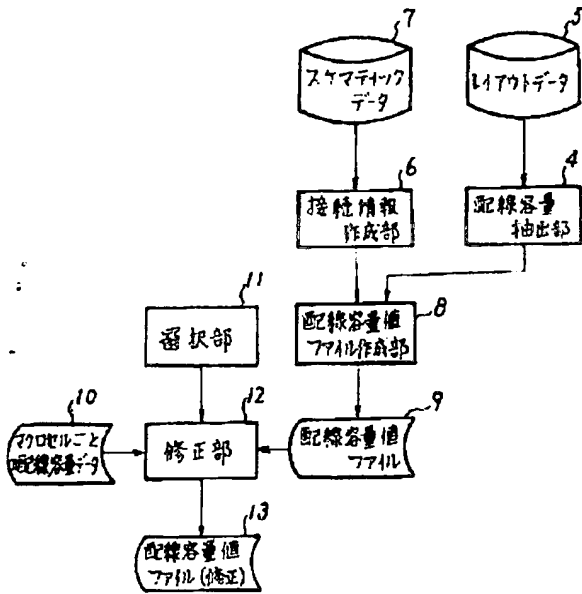 7
5
スケマティック
データ
レイアウトデータ
6
4
接続情報
作成部
配線容量
抽出部
11
選択部
8
配線容量値
ファイル作成部
10
12
9
マクロセルごと
配線容量データ
修正部
配線容量値
ファイル
13
配線容量値
ファイル(修正)